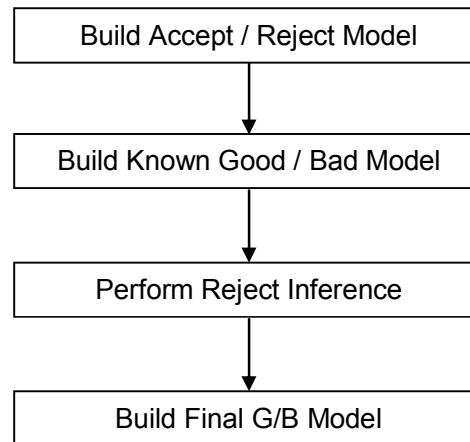 Build Accept / Reject Model
Build Known Good / Bad Model
Perform Reject Inference
Build Final G/B Model